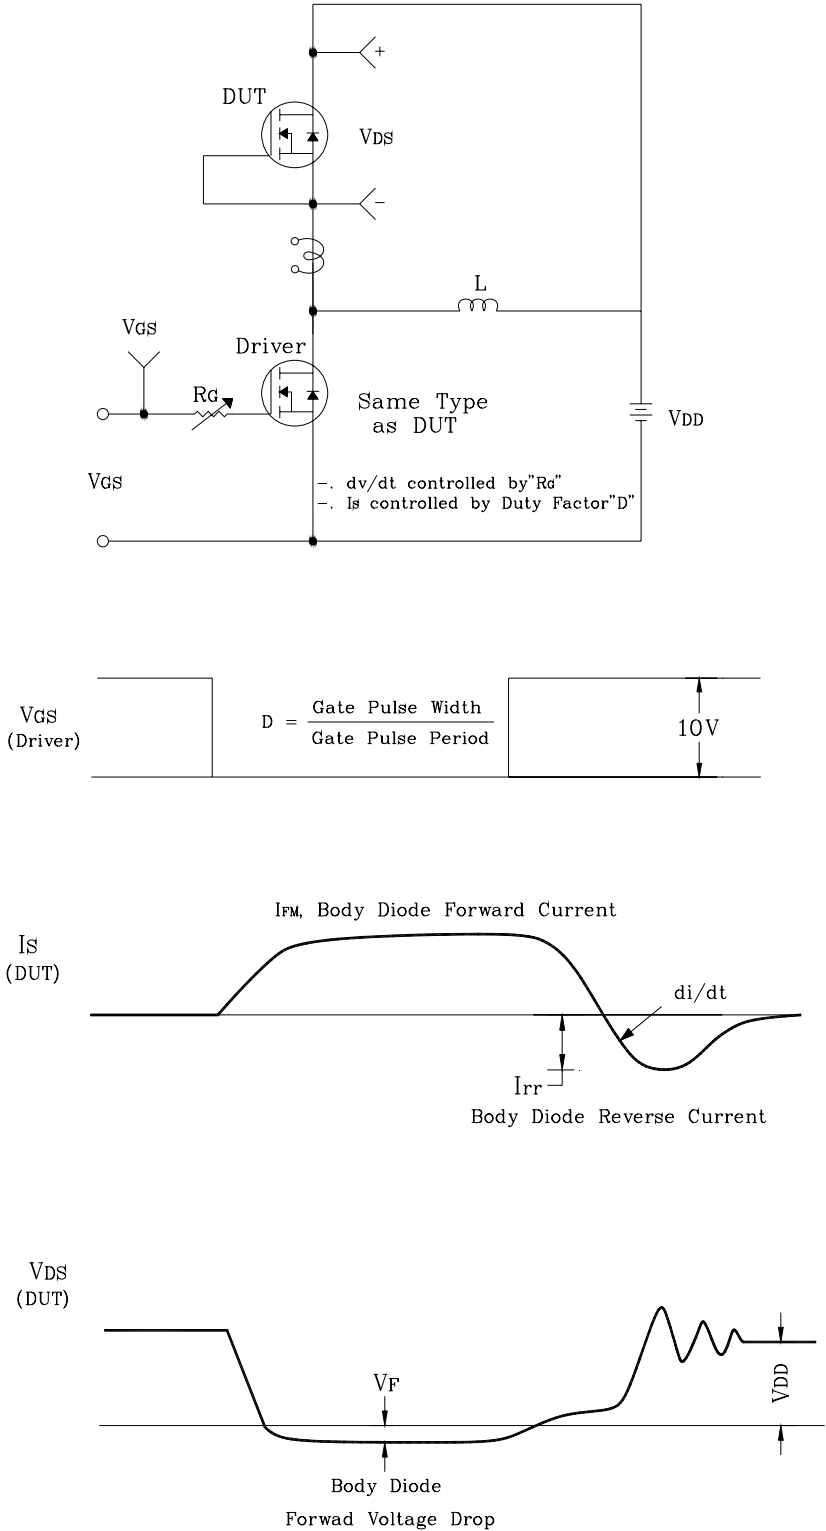 +
DUT
VDS
−
L
VGS
Driver
RG
Same Type
as DUT
VDD
VGS
−. dv/dt controlled by"RG"
−. IS controlled by Duty Factor"D"
VGS
(Driver)
D = Gate Pulse Width
Gate Pulse Period
10V
IFM, Body Diode Forward Current
IS
(DUT)
di/dt
Irr
Body Diode Reverse Current
VDS
(DUT)
VF
VDD
Body Diode
Forwad Voltage Drop